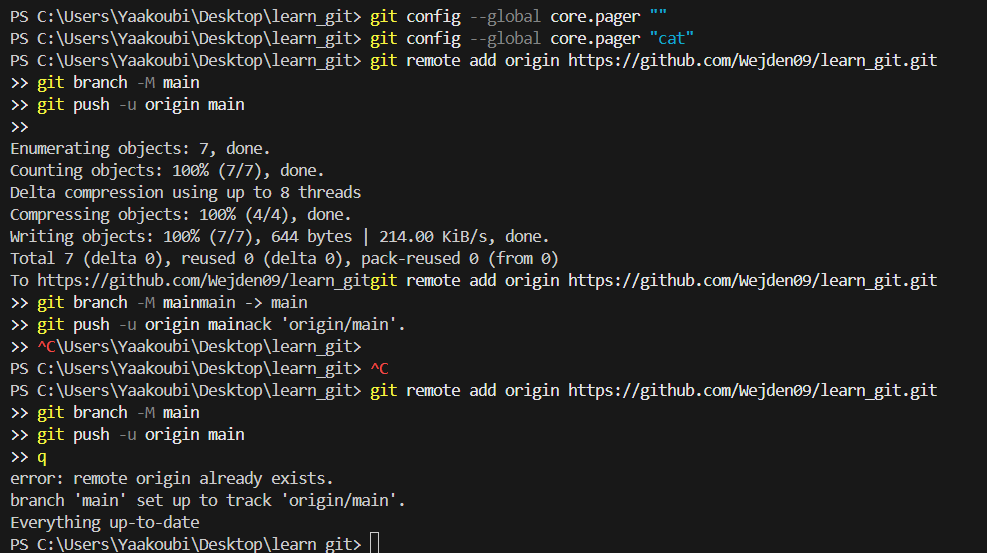 PS C:\Users\Yaakoubi\Desktop\learn_git> git config --global core.pager ""
PS C:\Users\Yaakoubi\Desktop\learn_git> git config --global core.pager "cat"
PS C:\Users\Yaakoubi\Desktop\learn_git> git remote add origin https://github.com/Wejden09/learn_git.git
>> git branch -M main
>> git push -u origin main
>>
Enumerating objects: 7, done.
Counting objects: 100% (7/7), done.
Delta compression using up to 8 threads
Compressing objects: 100% (4/4), done.
Writing objects: 100% (7/7), 644 bytes | 214.00 KiB/s, done.
Total 7 (delta 0), reused 0 (delta 0), pack-reused 0 (from 0)
To https://github.com/Wejden09/learn_gitgit remote add origin https://github.com/Wejden09/learn_git.git
>> git branch -M mainmain -> main
>> git push -u origin mainack 'origin/main'.
>> ^C\Users\Yaakoubi\Desktop\learn_git>
PS C:\Users\Yaakoubi\Desktop\learn_git> ^C
PS C:\Users\Yaakoubi\Desktop\learn_git> git remote add origin https://github.com/Wejden09/learn_git.git
>> git branch -M main
>> git push -u origin main
>> q
error: remote origin already exists.
branch 'main' set up to track 'origin/main'.
Everything up-to-date
PS C:\Users\Yaakoubi\Desktop\learn_git>